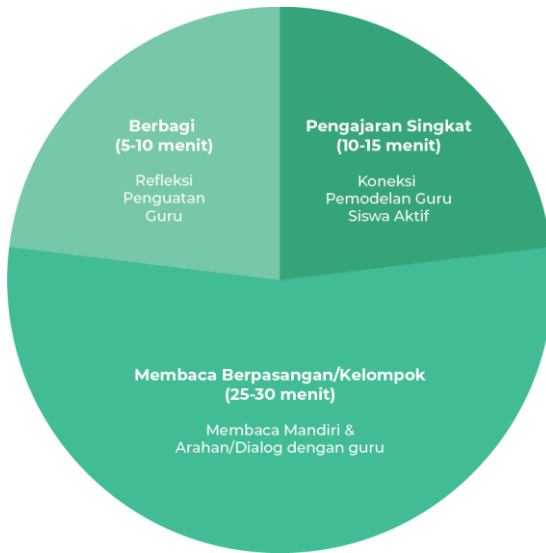 Berbagi
(5-10 menit)
Refleksi
Penguatan
Guru
Pengajaran Singkat
(10-15 menit)
Koneksi
Pemodelan Guru
Siswa Aktif
Membaca Berpasangan/Kelompok
(25-30 menit)
Membaca Mandiri &
Arahan/Dialog dengan guru